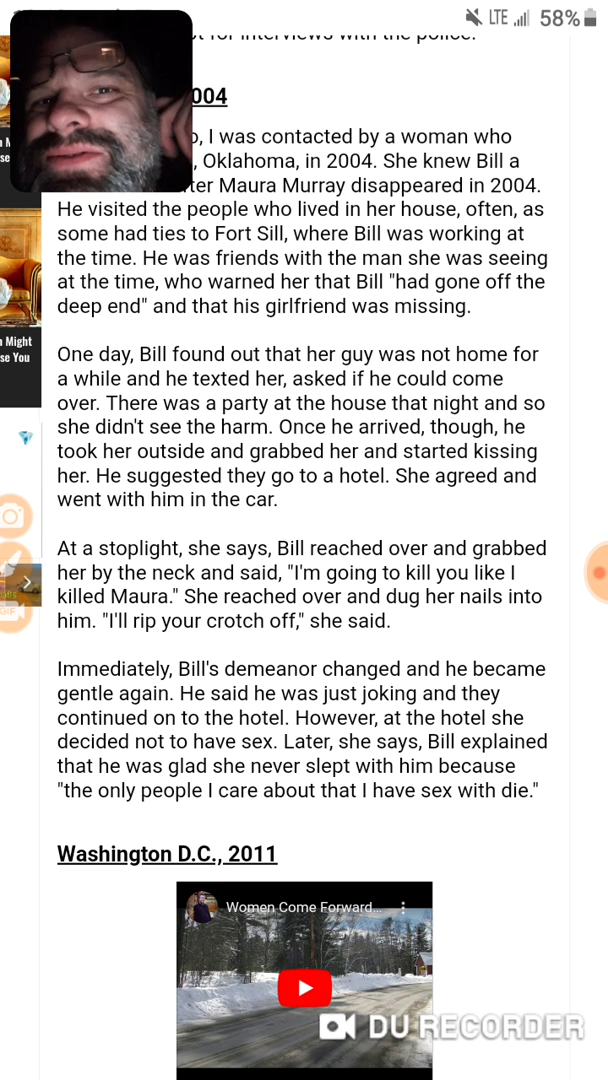 LTE 58%
004
o, I was contacted by a woman who
, Oklahoma, in 2004. She knew Bill a
ter Maura Murray disappeared in 2004.
He visited the people who lived in her house, often, as
some had ties to Fort Sill, where Bill was working at
the time. He was friends with the man she was seeing
at the time, who warned her that Bill "had gone off the
deep end" and that his girlfriend was missing.
One day, Bill found out that her guy was not home for
a while and he texted her, asked if he could come
over. There was a party at the house that night and so
she didn't see the harm. Once he arrived, though, he
took her outside and grabbed her and started kissing
her. He suggested they go to a hotel. She agreed and
went with him in the car.
At a stoplight, she says, Bill reached over and grabbed
her by the neck and said, "I'm going to kill you like I
killed Maura." She reached over and dug her nails into
him. "I'll rip your crotch off," she said.
Immediately, Bill's demeanor changed and he became
gentle again. He said he was just joking and they
continued on to the hotel. However, at the hotel she
decided not to have sex. Later, she says, Bill explained
that he was glad she never slept with him because
"the only people I care about that I have sex with die."
Washington D.C., 2011
Women Come Forward...
DU RECORDER
Might
se You
GIF